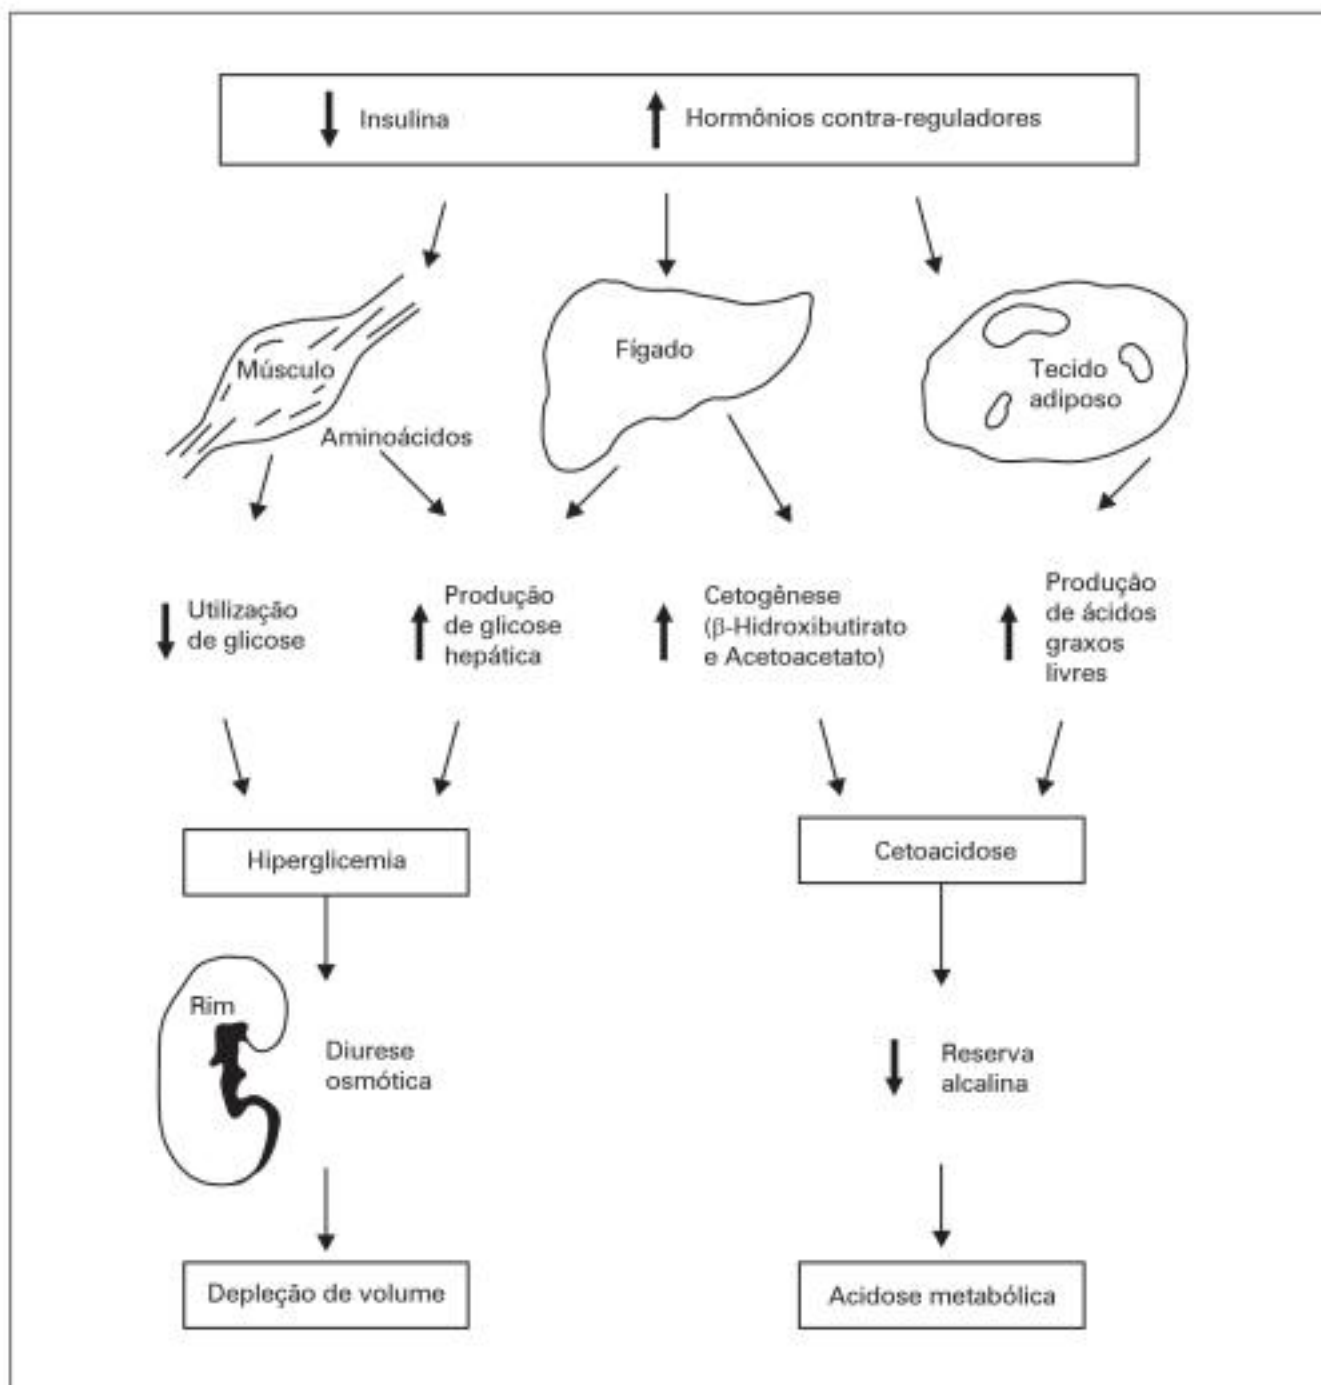 Insulina
Hormônios contra-reguladores
Músculo
Aminoácidos
Fígado
Tecido
adiposo
Utilização
de glicose
Produção
de glicose
hepática
Cetogênese
(β-Hidroxibutirato
e Acetoacetato)
Produção
de ácidos
graxos
livres
Hiperglicemia
Cetoacidose
Rim
Diurese
osmótica
Reserva
alcalina
Depleção de volume
Acidose metabólica